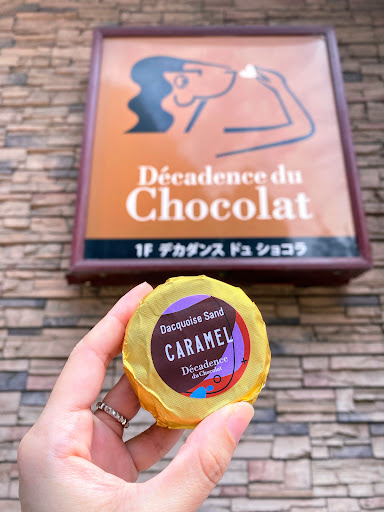 Décadence du
Chocolat
1F デカダンス ドュ ショコラ
Dacquoise Sand
CARAMEL
Décadence
du Chocolat